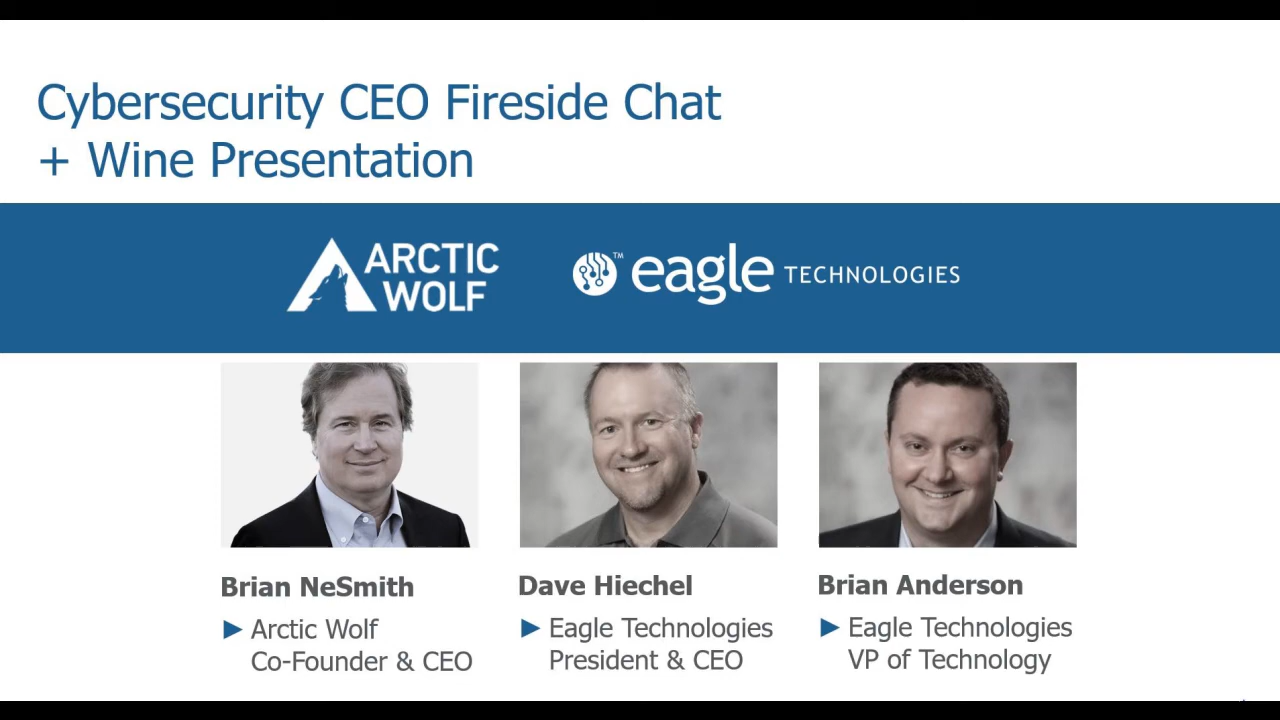 Cybersecurity CEO Fireside Chat
+ Wine Presentation
ARCTIC
WOLF
™ eagle TECHNOLOGIES
Brian NeSmith
► Arctic Wolf
Co-Founder & CEO
Dave Hiechel
► Eagle Technologies
President & CEO
Brian Anderson
► Eagle Technologies
VP of Technology